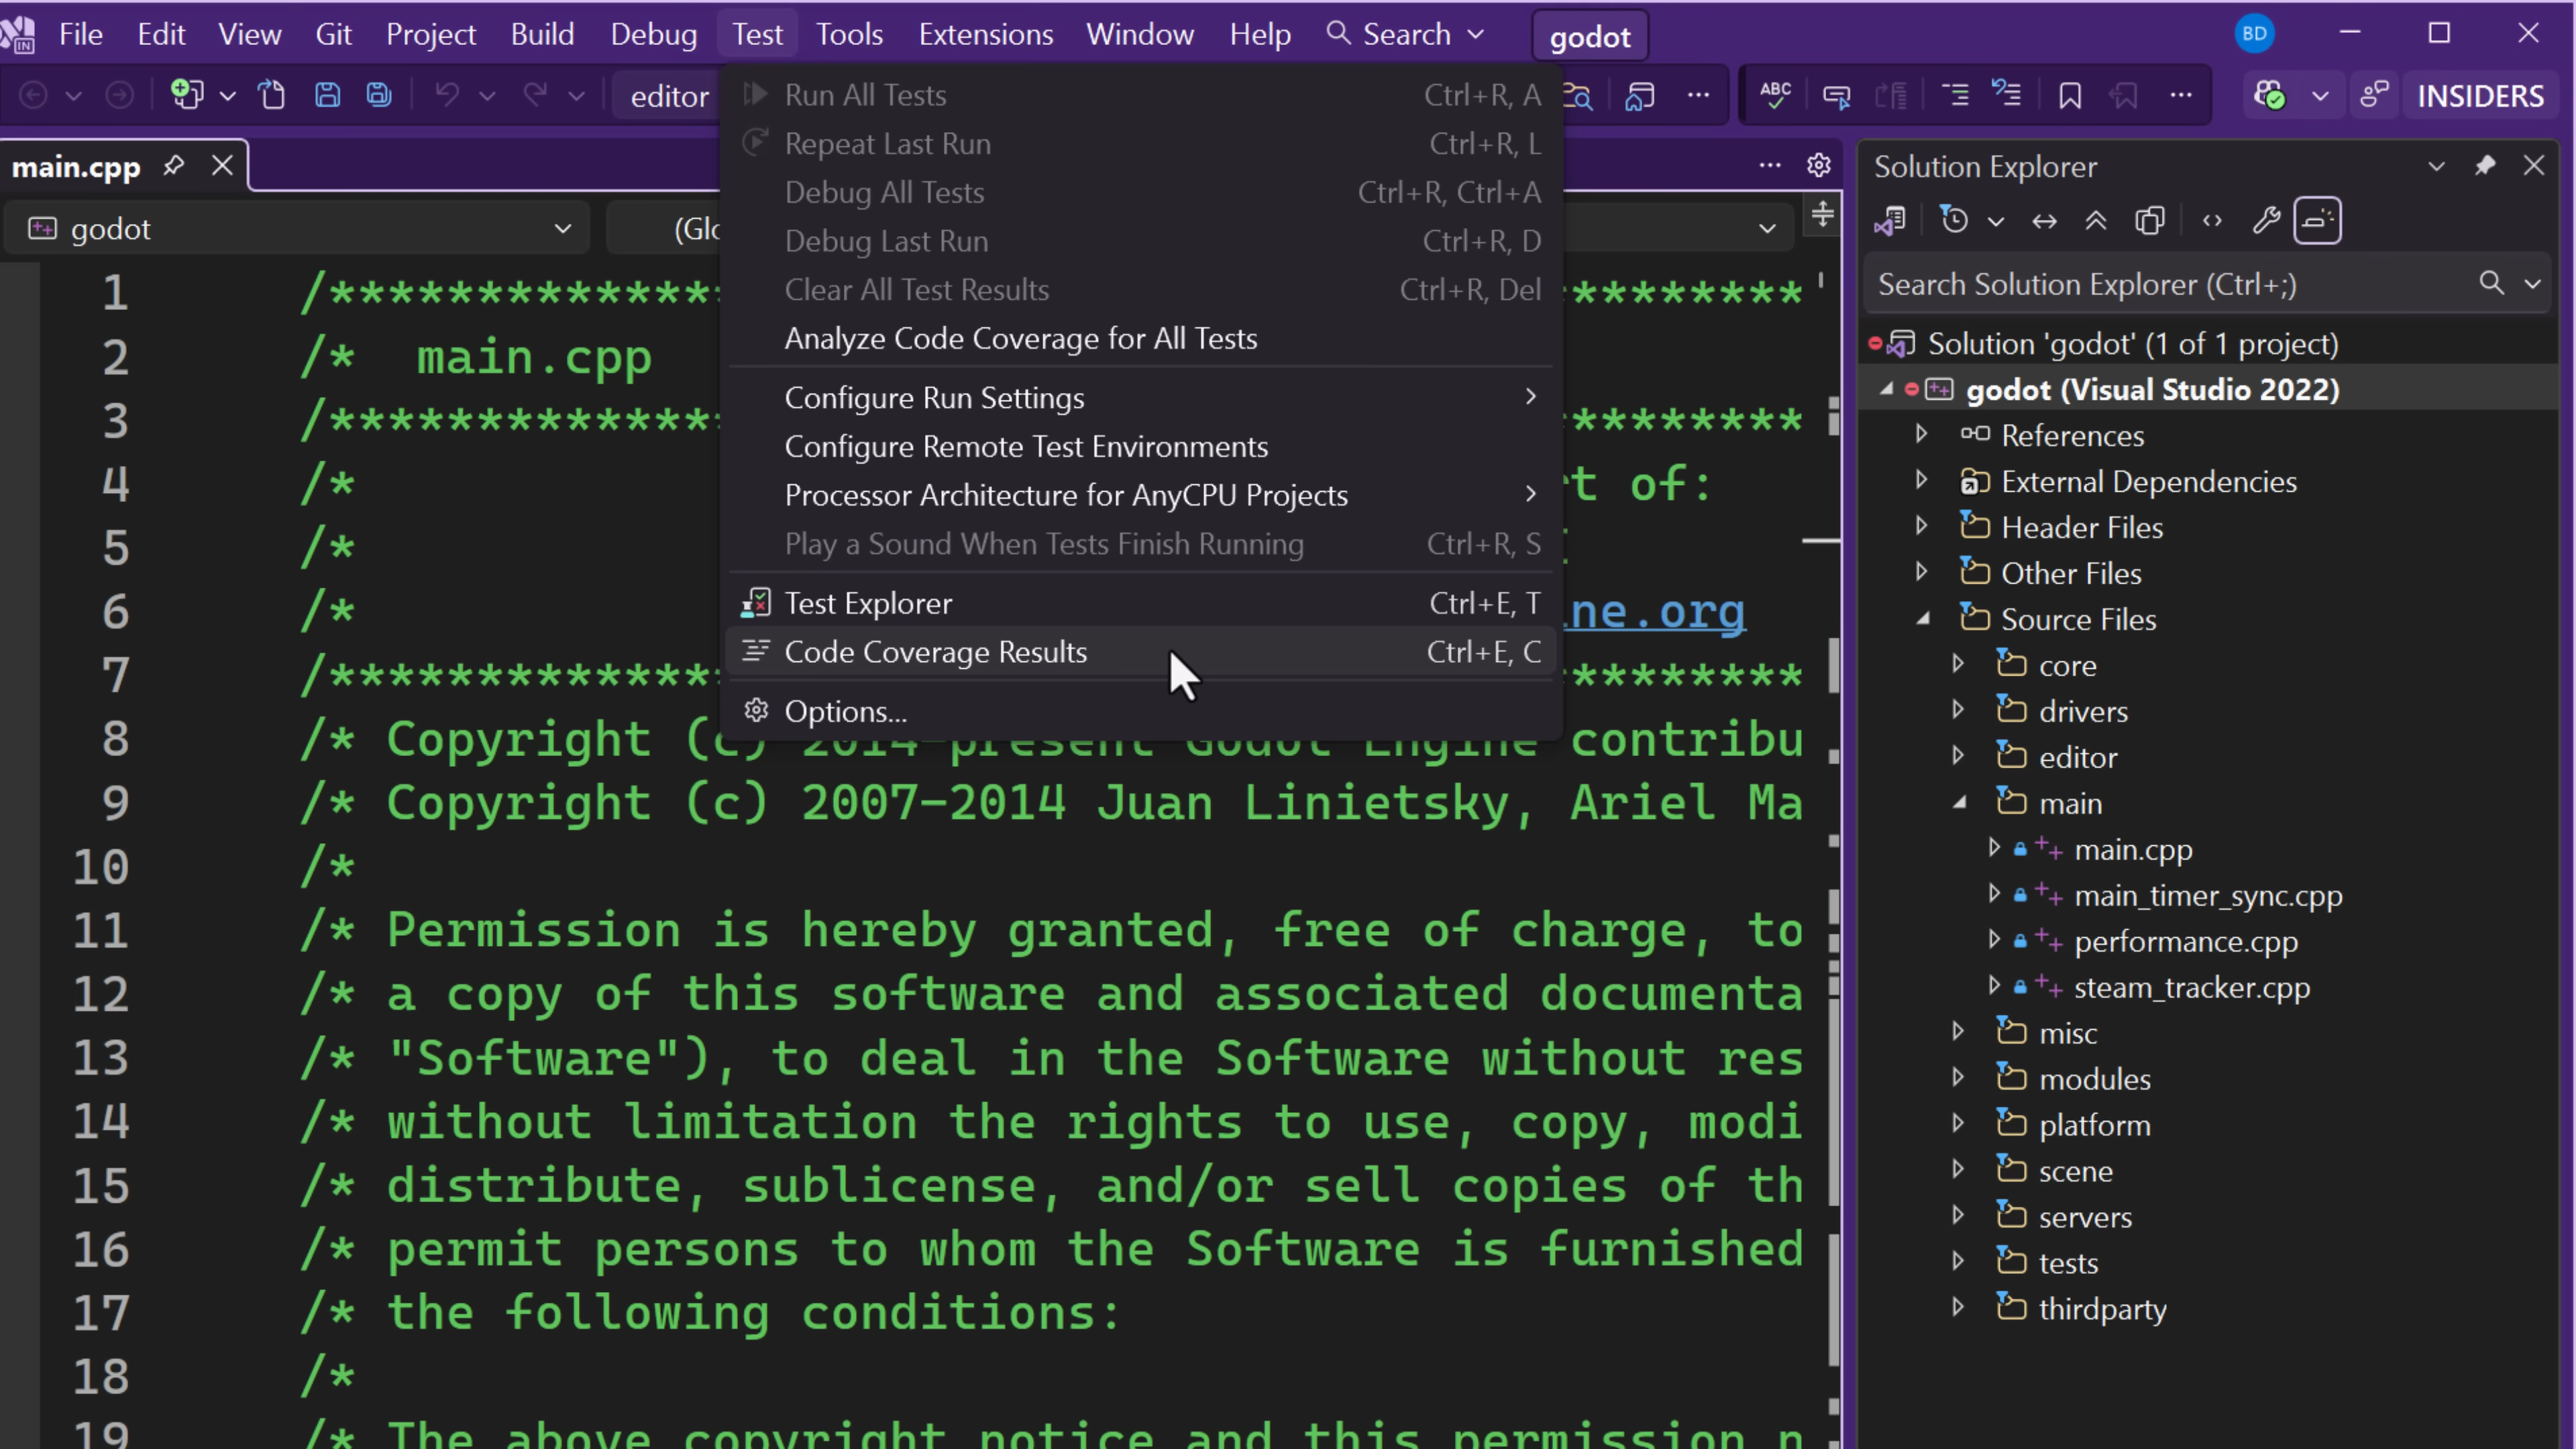 File Edit View Git Project Build Debug Test Tools Extensions Window Help Search godot BD
editor ABC INSIDERS
main.cpp
godot
Run All Tests Ctrl+R, A
Repeat Last Run Ctrl+R, L
Debug All Tests Ctrl+R, Ctrl+A
Debug Last Run Ctrl+R, D
Clear All Test Results Ctrl+R, Del
Analyze Code Coverage for All Tests
Configure Run Settings
Configure Remote Test Environments
Processor Architecture for AnyCPU Projects
Play a Sound When Tests Finish Running Ctrl+R, S
Test Explorer Ctrl+E, T
Code Coverage Results Ctrl+E, C
Options...
1 /**************
2 /* main.cpp
3 /**************
4 /* of:
5 /*
6 /* ne.org
7 /**************
8 /* Copyright (c) 2014-present Godot Engine contribu
9 /* Copyright (c) 2007-2014 Juan Linietsky, Ariel Ma
10 /*
11 /* Permission is hereby granted, free of charge, to
12 /* a copy of this software and associated documenta
13 /* "Software"), to deal in the Software without res
14 /* without limitation the rights to use, copy, modi
15 /* distribute, sublicense, and/or sell copies of th
16 /* permit persons to whom the Software is furnished
17 /* the following conditions:
18 /*
19 /* The above copyright notice and this permission n
Solution Explorer
Search Solution Explorer (Ctrl+;)
Solution 'godot' (1 of 1 project)
godot (Visual Studio 2022)
References
External Dependencies
Header Files
Other Files
Source Files
core
drivers
editor
main
main.cpp
main_timer_sync.cpp
performance.cpp
steam_tracker.cpp
misc
modules
platform
scene
servers
tests
thirdparty